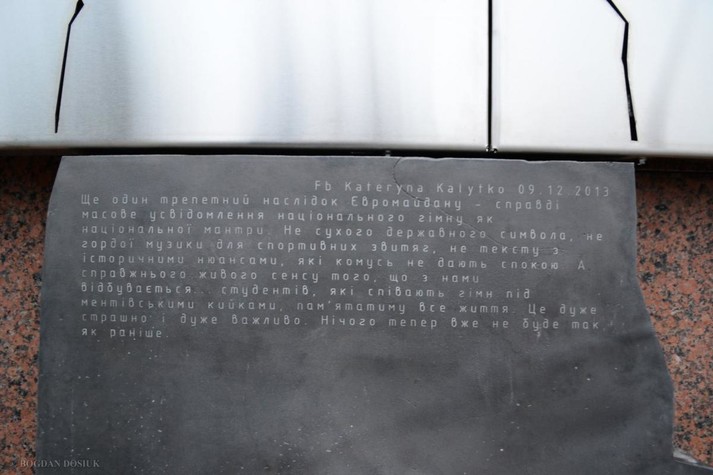 Fb Kateryna Kalytko 09.12.2013
Ще один трепетний наслідок Євромайдану - справді
масове усвідомлення національного гімну як
національної мантри. Не сухого державного символа, не
гордої музики для спортивних звитяг, не тексту з
історичними нюансами, які комусь не дають спокою. А
справжнього живого сенсу того, що з нами
відбувається. студентів, які співають гімн під
ментівськими кийками, пам'ятатиму все життя. Це дуже
страшно і дуже важливо. Нічого тепер вже не буде так,
як раніше.
BOGDAN DOSIUK